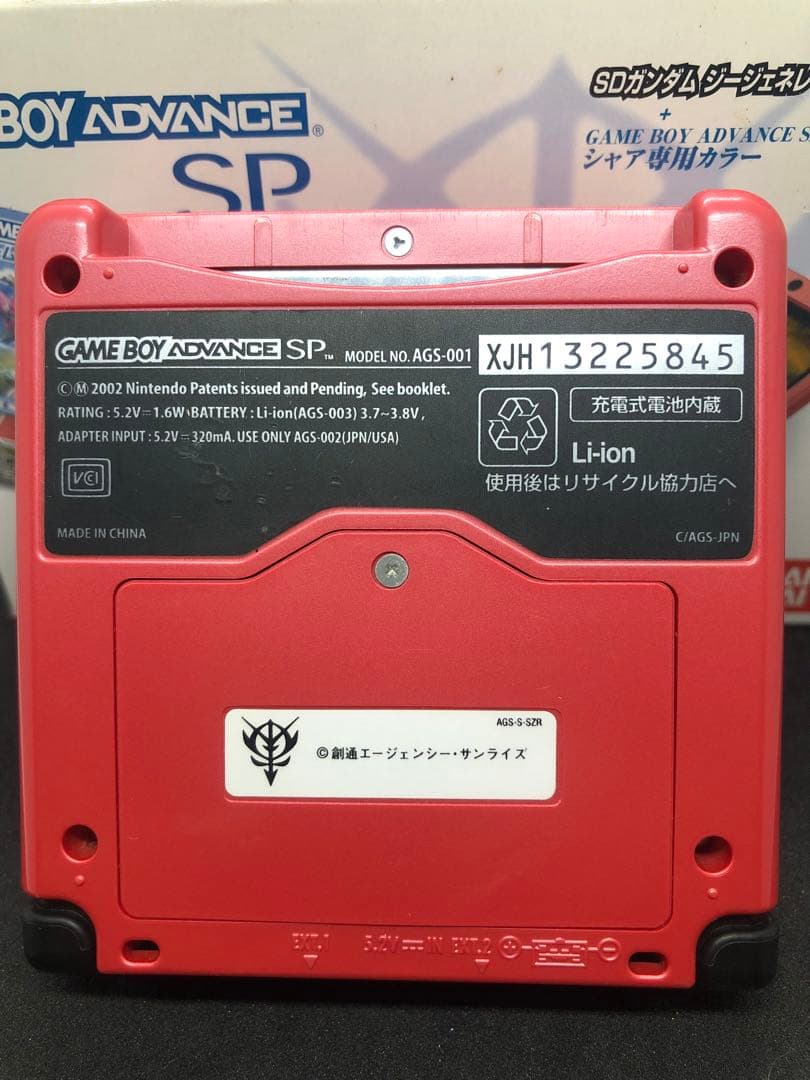 BOY ADVANCE®
SP
SDガンダム ジージェネレ
+
GAME BOY ADVANCE S
シャア専用カラー
GAME BOY ADVANCE SP™ MODEL NO. AGS-001 XJH13225845
ⒸⓂ 2002 Nintendo Patents issued and Pending, See booklet.
RATING : 5.2V⎓1.6W BATTERY : Li-ion(AGS-003) 3.7~3.8V,
ADAPTER INPUT : 5.2V⎓320mA. USE ONLY AGS-002(JPN/USA)
充電式電池内蔵
Li-ion
使用後はリサイクル協力店へ
VCI
MADE IN CHINA
C/AGS-JPN
AGS-S-SZR
©創通エージェンシー・サンライズ
EXT.1 5.2V⎓IN EXT.2